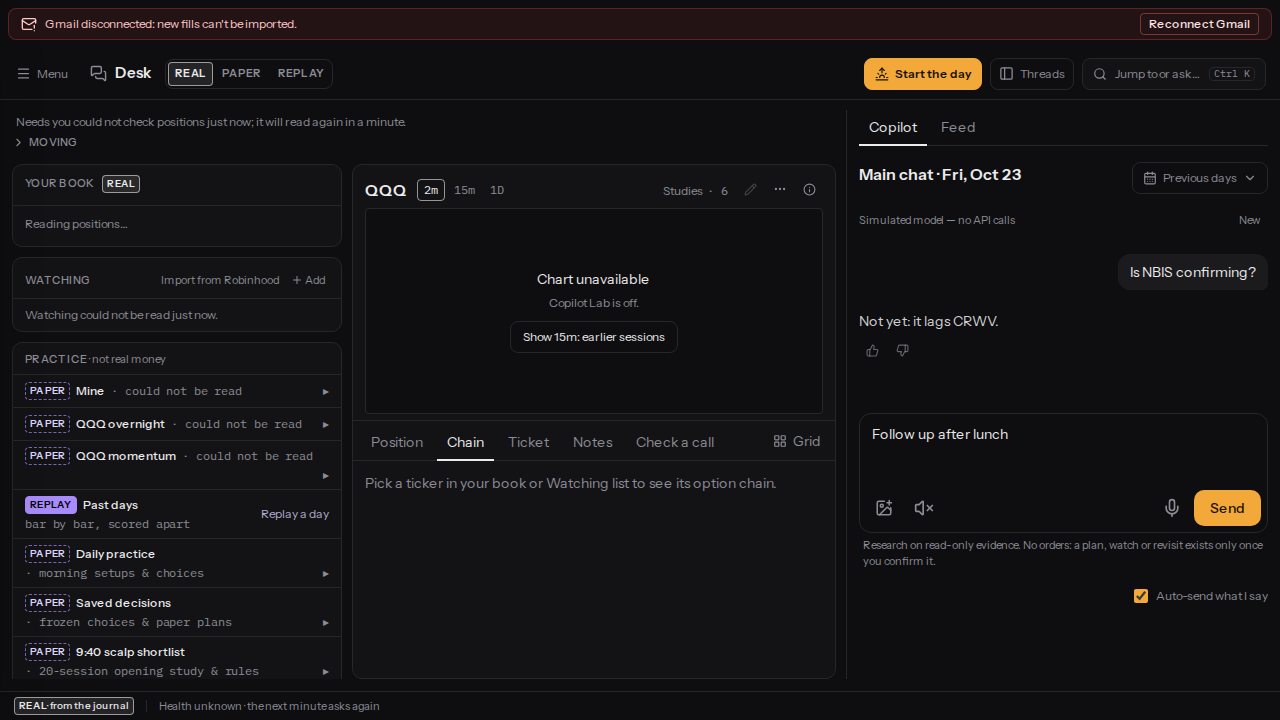 Gmail disconnected: new fills can't be imported.
Reconnect Gmail
Menu
Desk
REAL
PAPER
REPLAY
Start the day
Threads
Jump to or ask...
Ctrl K
Needs you could not check positions just now; it will read again in a minute.
MOVING
YOUR BOOK REAL
Reading positions...
WATCHING
Import from Robinhood
+ Add
Watching could not be read just now.
PRACTICE · not real money
PAPER Mine · could not be read
PAPER QQQ overnight · could not be read
PAPER QQQ momentum · could not be read
REPLAY Past days
bar by bar, scored apart
Replay a day
PAPER Daily practice
· morning setups & choices
PAPER Saved decisions
· frozen choices & paper plans
PAPER 9:40 scalp shortlist
· 20-session opening study & rules
QQQ
2m
15m
1D
Studies · 6
Chart unavailable
Copilot Lab is off.
Show 15m: earlier sessions
Position
Chain
Ticket
Notes
Check a call
Grid
Pick a ticker in your book or Watching list to see its option chain.
Copilot
Feed
Main chat · Fri, Oct 23
Previous days
Simulated model — no API calls
New
Is NBIS confirming?
Not yet: it lags CRWV.
Follow up after lunch
Send
Research on read-only evidence. No orders: a plan, watch or revisit exists only once
you confirm it.
Auto-send what I say
REAL · from the journal
Health unknown · the next minute asks again